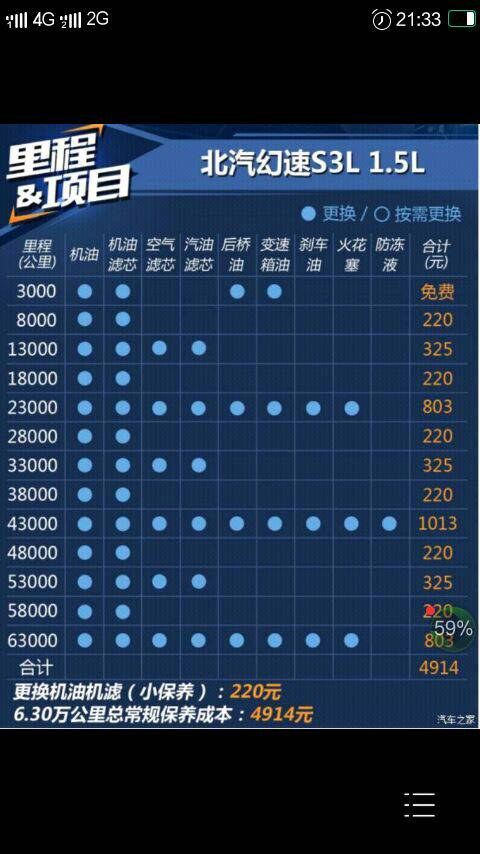 4G 2G 21:33
里程
&项目
北汽幻速S3L 1.5L
● 更换 / ○ 按需更换
里程(公里) 机油 机油滤芯 空气滤芯 汽油滤芯 后桥油 变速箱油 刹车油 火花塞 防冻液 合计(元)
3000 ● ● ● ● 免费
8000 ● ● 220
13000 ● ● ● ● 325
18000 ● ● 220
23000 ● ● ● ● ● ● ● ● 803
28000 ● ● 220
33000 ● ● ● ● 325
38000 ● ● 220
43000 ● ● ● ● ● ● ● ● ● 1013
48000 ● ● 220
53000 ● ● ● ● 325
58000 ● ● 220
63000 ● ● ● ● ● ● ● ● 803
59%
合计 4914
更换机油机滤（小保养）：220元
6.30万公里总常规保养成本：4914元
汽车之家